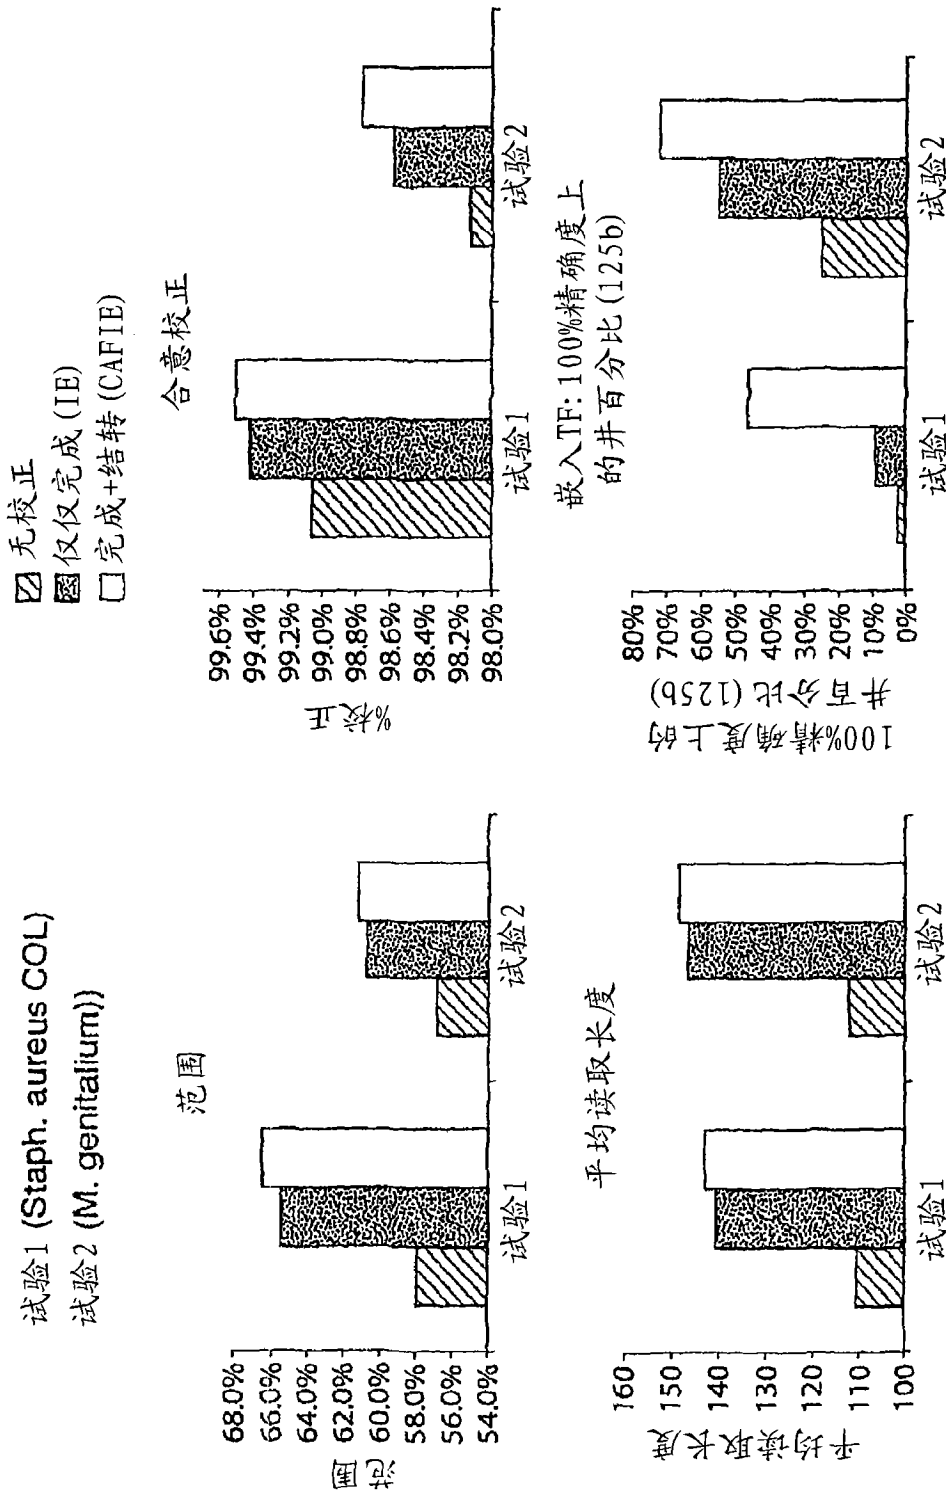 试验1 (Staph. aureus COL)
试验2 (M. genitalium))
无校正
仅仅完成(IE)
完成+结转(CAFIE)
范围
范围
68.0%
66.0%
64.0%
62.0%
60.0%
58.0%
56.0%
54.0%
试验1
试验2
合意校正
%校正
99.6%
99.4%
99.2%
99.0%
98.8%
98.6%
98.4%
98.2%
98.0%
试验1
试验2
平均读取长度
平均读取长度
160
150
140
130
120
110
100
试验1
试验2
嵌入TF:100%精确度上
的井百分比(125b)
100%精确度上的
井百分比(125b)
80%
70%
60%
50%
40%
30%
20%
10%
0%
试验1
试验2